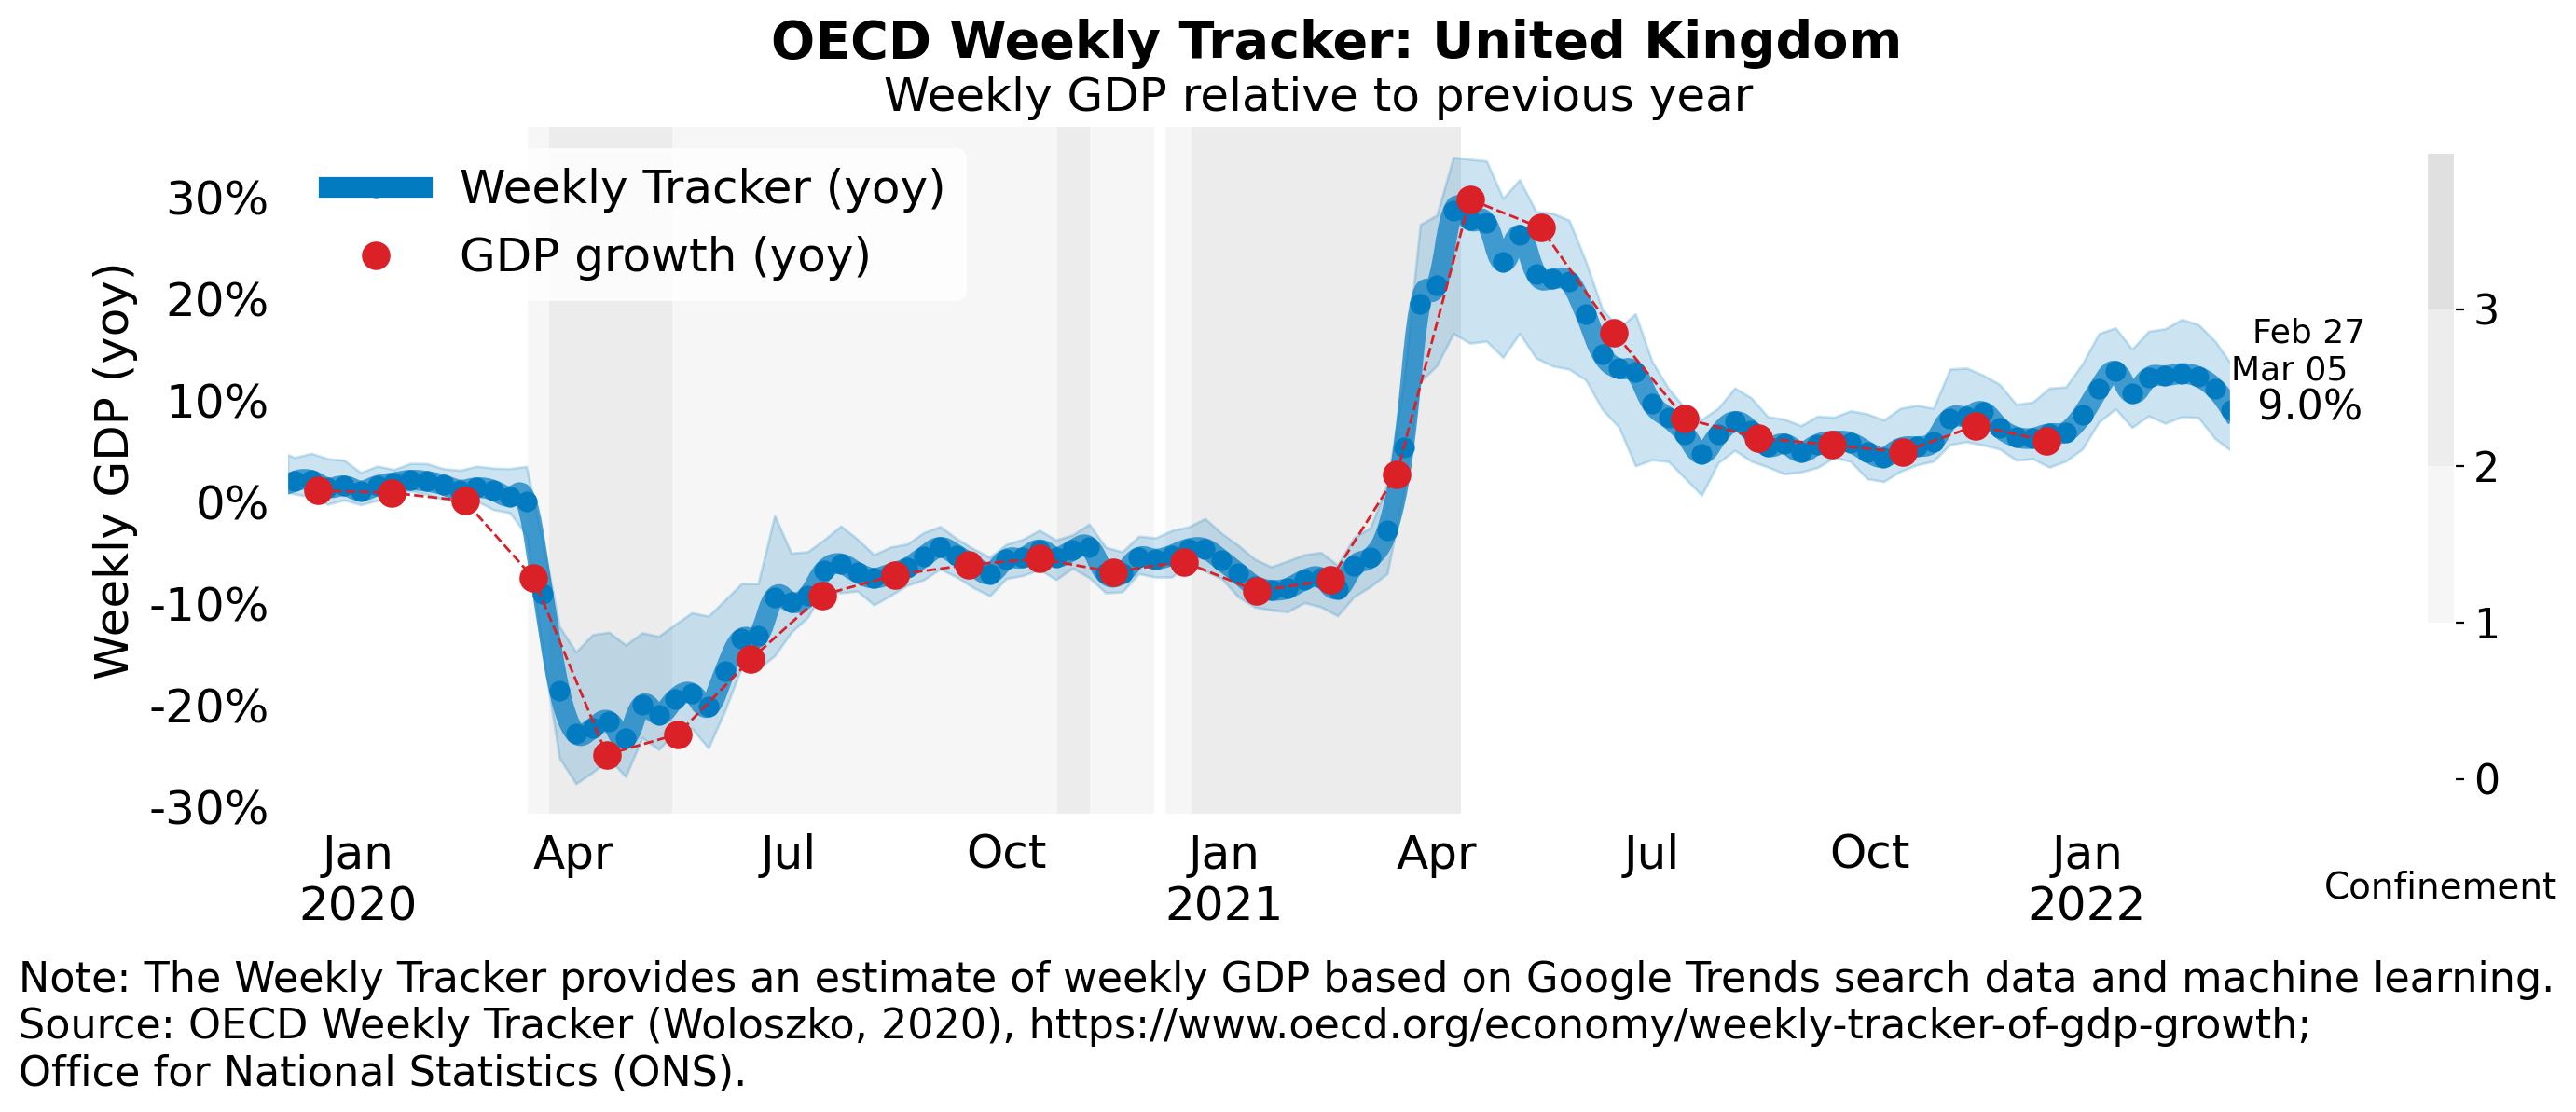 OECD Weekly Tracker: United Kingdom
Weekly GDP relative to previous year
Weekly Tracker (yoy)
GDP growth (yoy)
Weekly GDP (yoy)
30%
20%
10%
0%
-10%
-20%
-30%
Feb 27
Mar 05
9.0%
3
2
1
0
Jan Apr Jul Oct Jan Apr Jul Oct Jan
2020 2021 2022
Confinement
Note: The Weekly Tracker provides an estimate of weekly GDP based on Google Trends search data and machine learning.
Source: OECD Weekly Tracker (Woloszko, 2020), https://www.oecd.org/economy/weekly-tracker-of-gdp-growth;
Office for National Statistics (ONS).